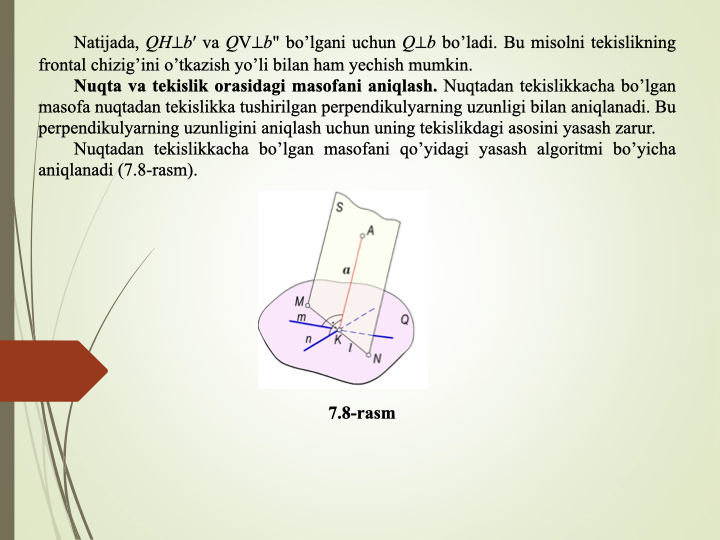 Natijada, QH⊥b′ va QV⊥b" bo’lgani uchun Q⊥b bo’ladi. Bu misolni tekislikning
frontal chizig’ini o’tkazish yo’li bilan ham yechish mumkin.
Nuqta va tekislik orasidagi masofani aniqlash. Nuqtadan tekislikkacha bo’lgan
masofa nuqtadan tekislikka tushirilgan perpendikulyarning uzunligi bilan aniqlanadi. Bu
perpendikulyarning uzunligini aniqlash uchun uning tekislikdagi asosini yasash zarur.
Nuqtadan tekislikkacha bo’lgan masofani qo’yidagi yasash algoritmi bo’yicha
aniqlanadi (7.8-rasm).
S
A
a
M
m
Q
n
K
l
N
7.8-rasm